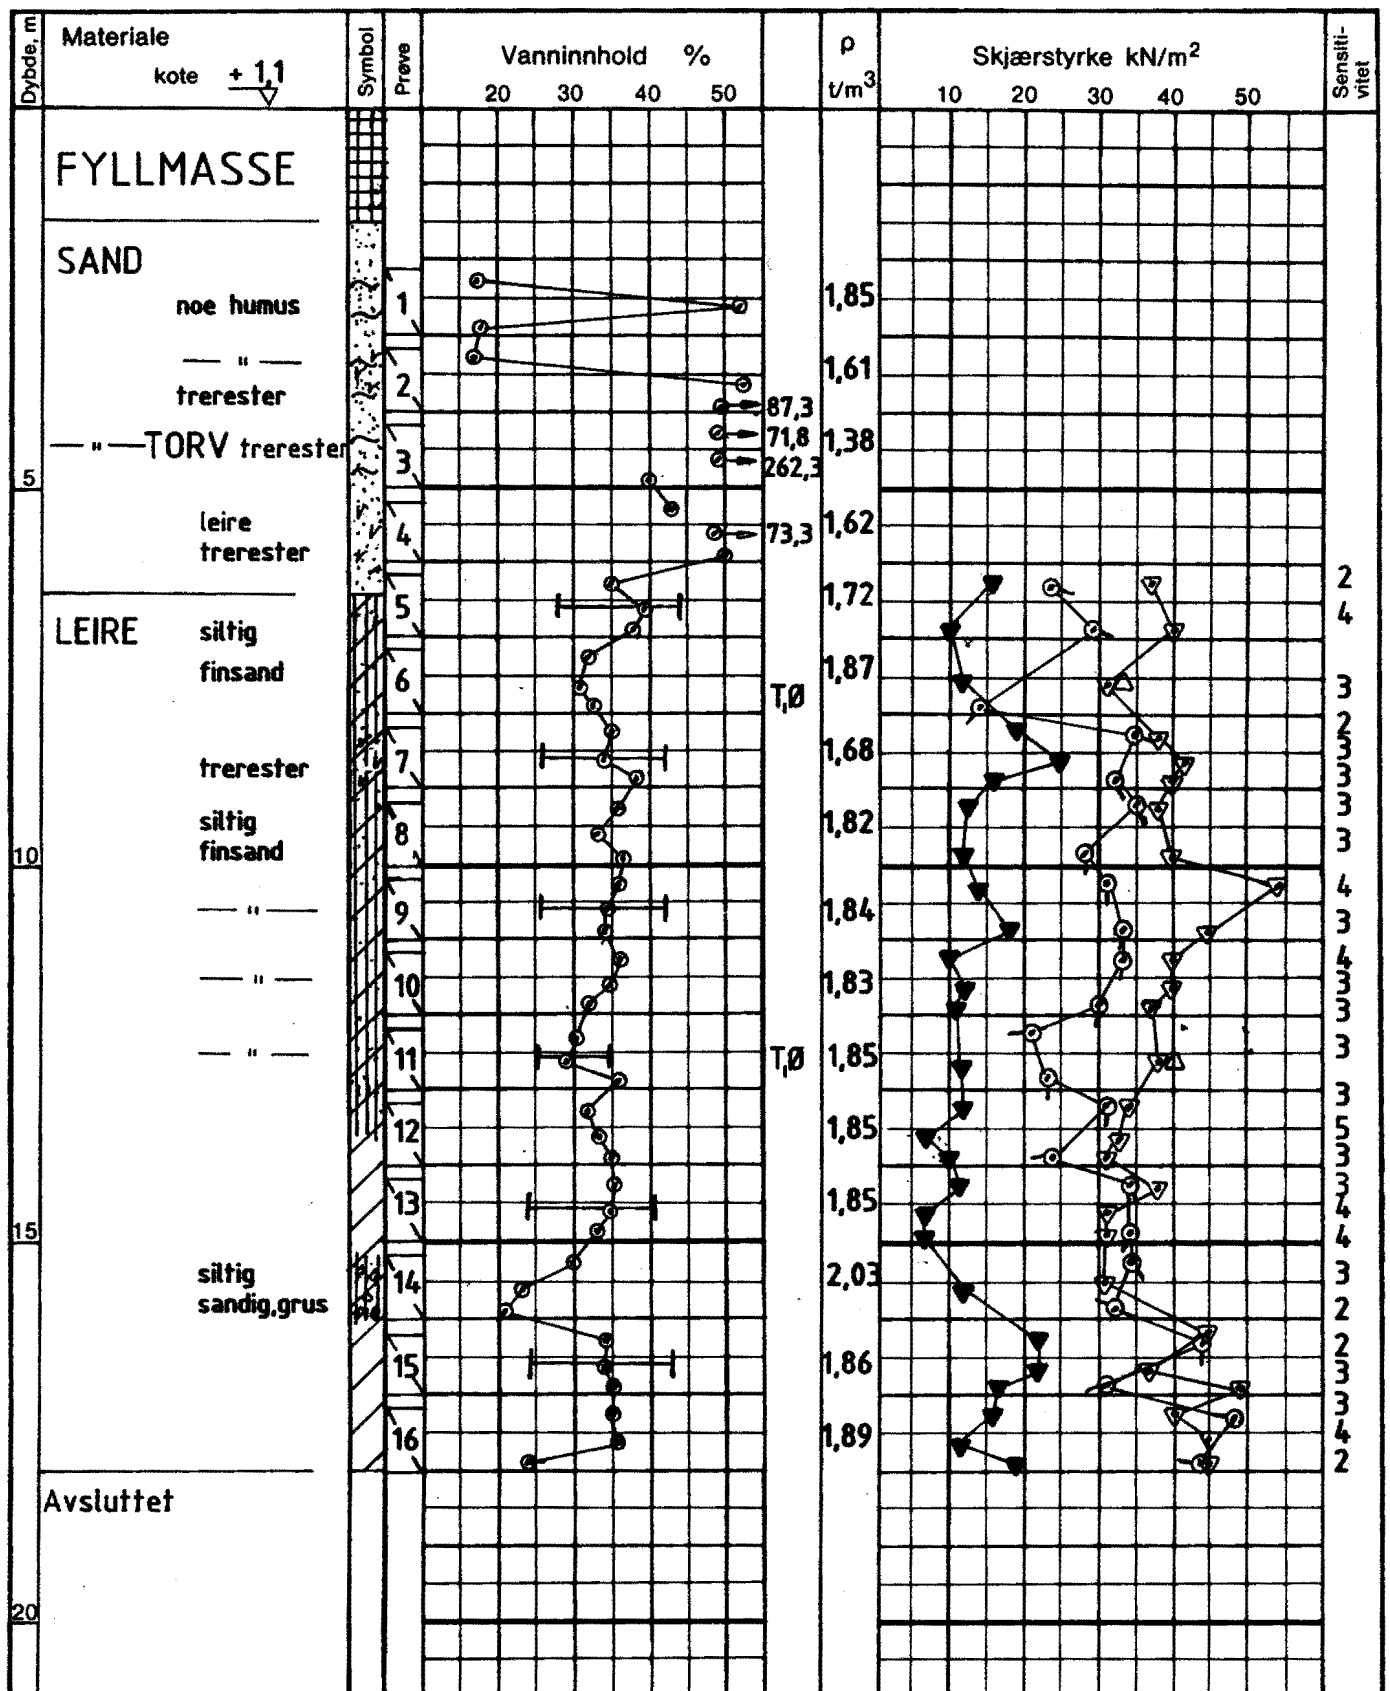 Dybde, m
Materiale
kote + 1,1
Symbol
Prøve
Vanninnhold %
20 30 40 50
ρ
t/m³
Skjærstyrke kN/m²
10 20 30 40 50
Sensiti-
vitet
FYLLMASSE
SAND
noe humus
1
1,85
— " —
trerester
2
1,61
87,3
— " — TORV trerester
3
71,8
262,3
1,38
5
leire
trerester
4
73,3
1,62
5
1,72
2
4
LEIRE siltig
finsand
6
T,Ø
1,87
3
trerester
7
1,68
2
3
3
siltig
finsand
8
1,82
3
3
10
— " —
9
1,84
4
3
— " —
10
1,83
4
3
3
— " —
11
T,Ø
1,85
3
12
1,85
3
5
3
13
1,85
3
4
4
15
siltig
sandig,grus
14
2,03
3
2
15
1,86
2
3
16
1,89
3
4
2
Avsluttet
20